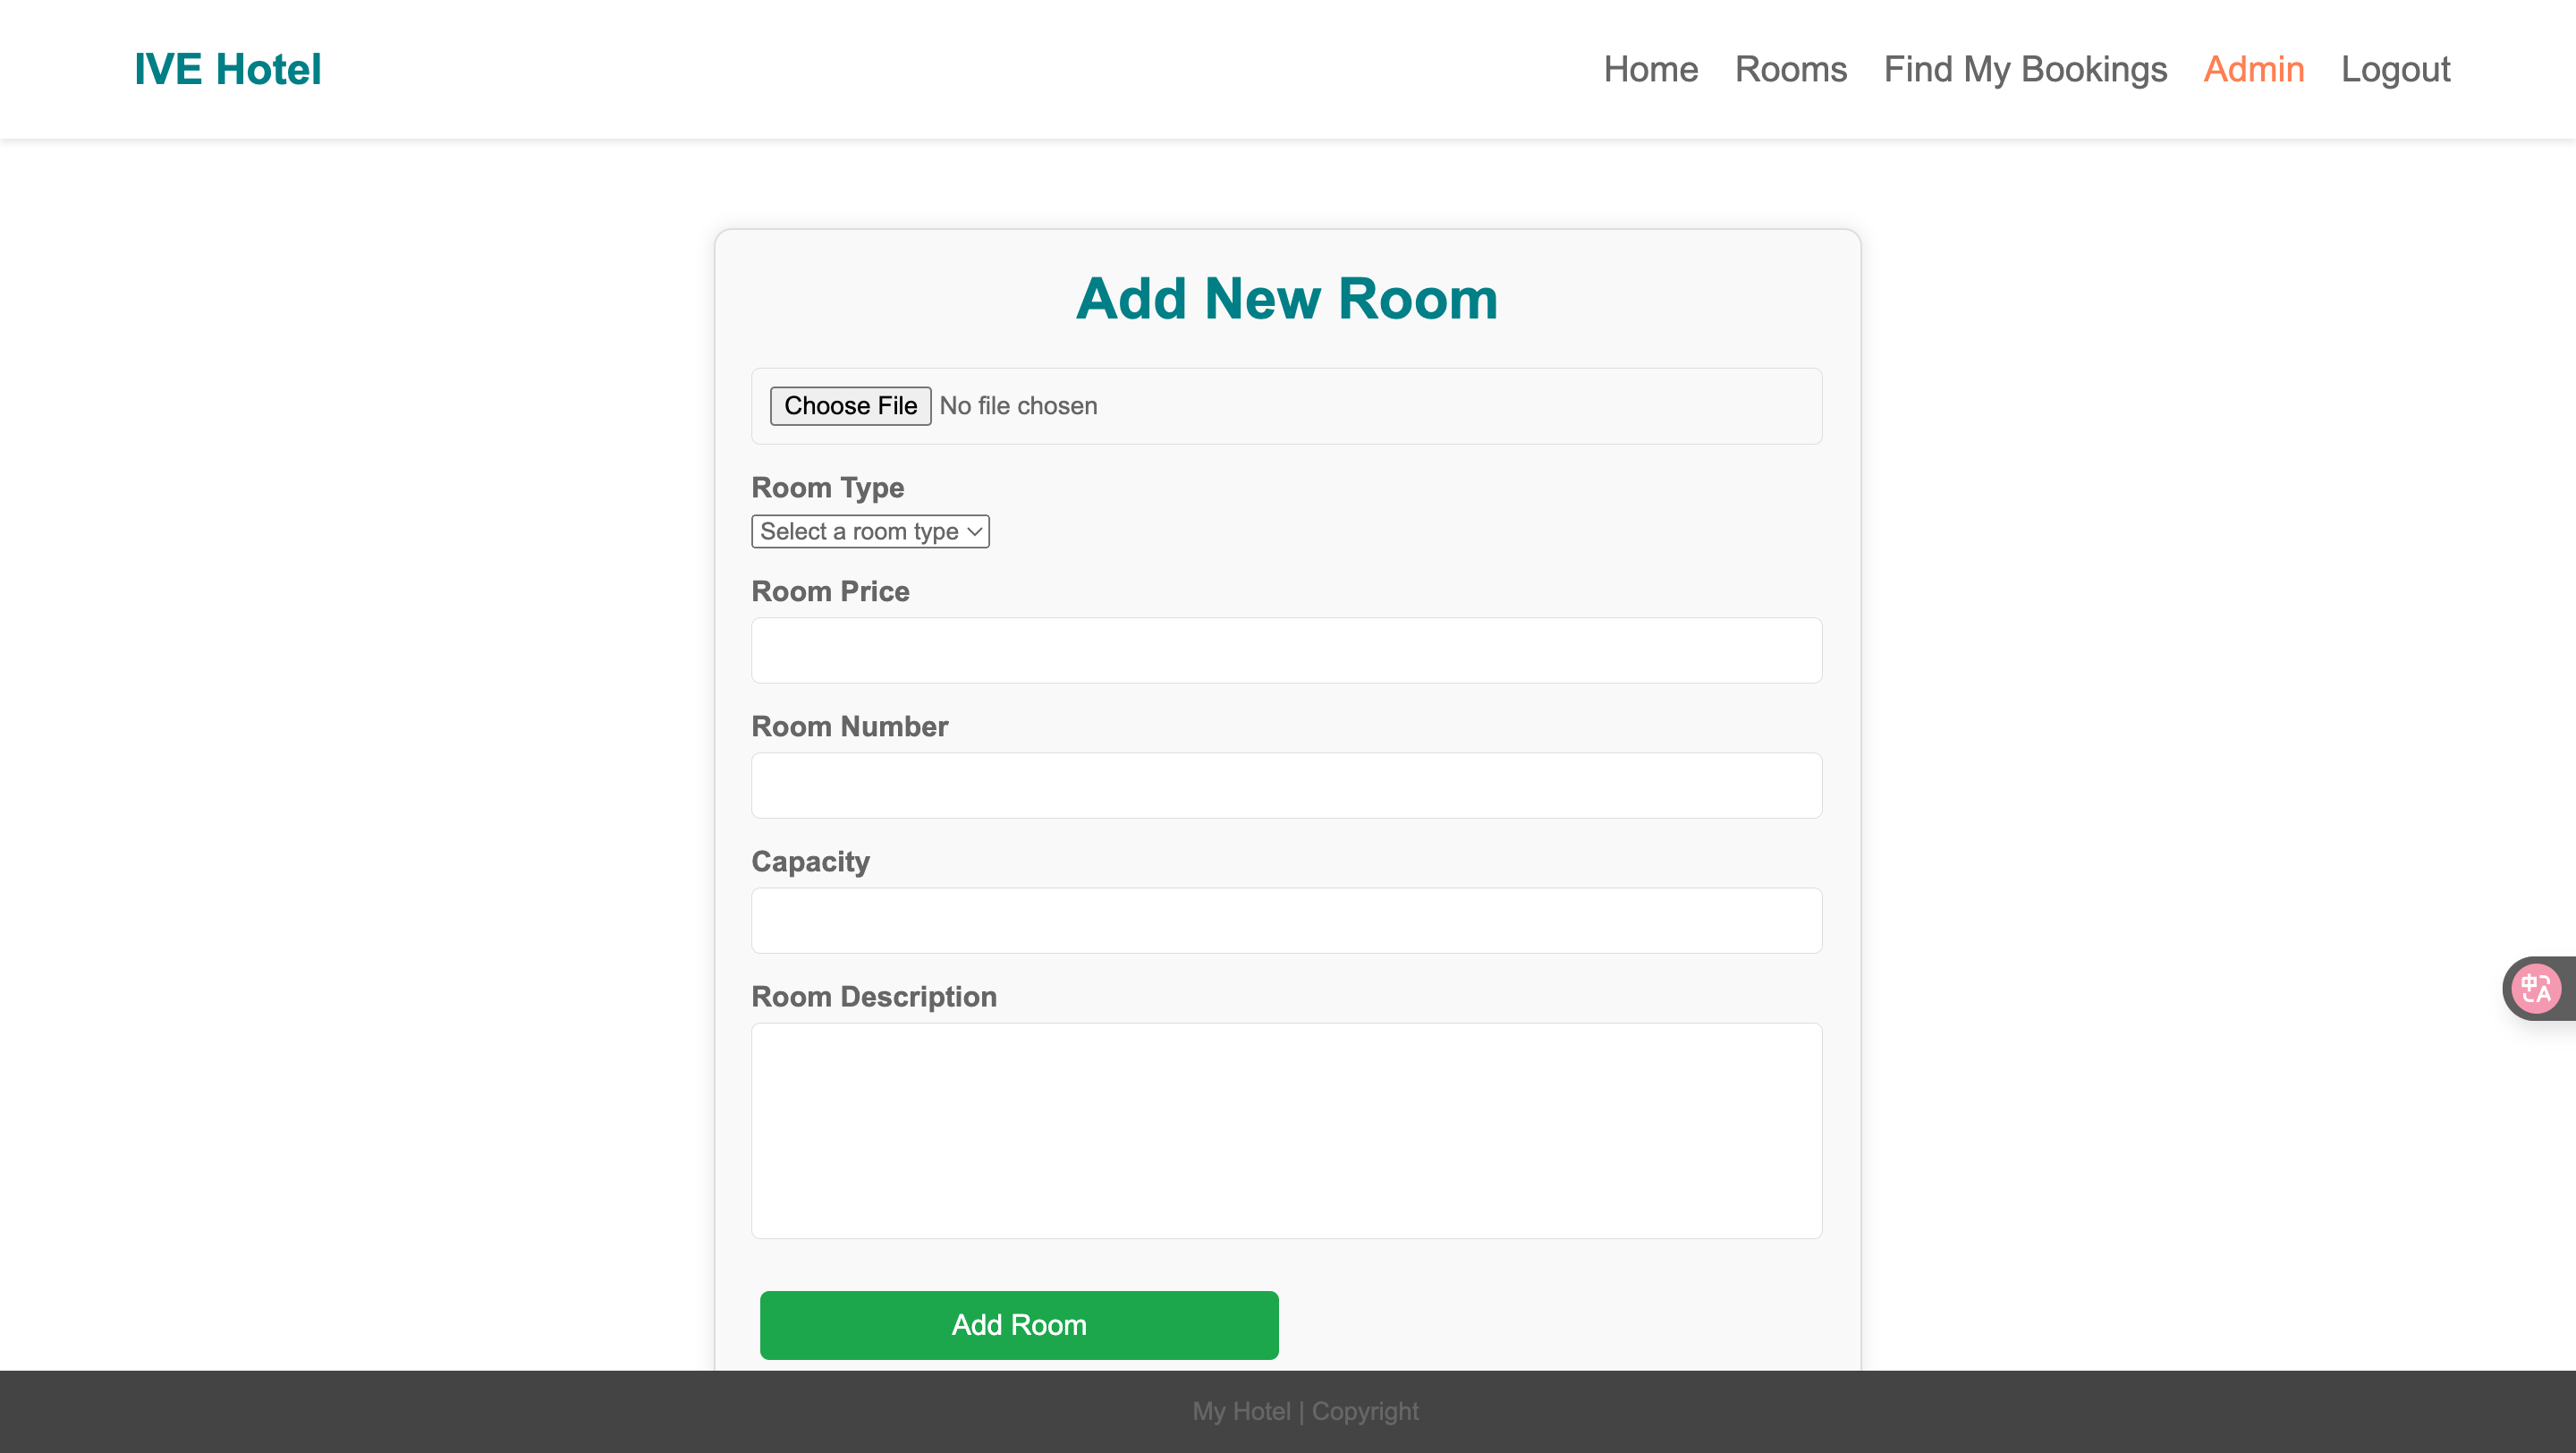 IVE Hotel
Home Rooms Find My Bookings Admin Logout
Add New Room
Choose File No file chosen
Room Type
Select a room type
Room Price
Room Number
Capacity
Room Description
中 A
Add Room
My Hotel | Copyright